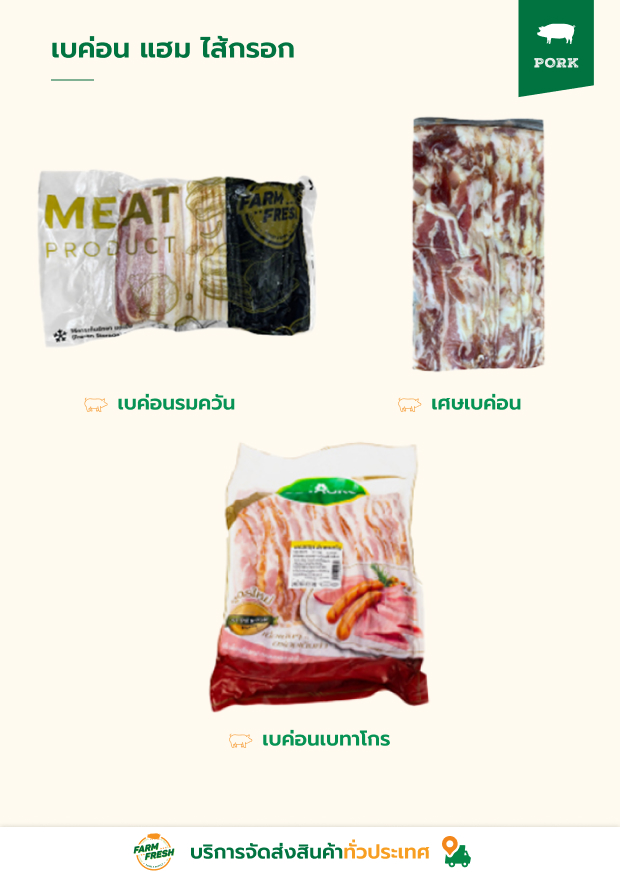 เบค่อน แฮม ไส้กรอก
PORK
MEAT
PRODUCT
FARM
FRESH
เบค่อนรมควัน
เศษเบค่อน
เบค่อนเบทาโกร
FARM
FRESH
บริการจัดส่งสินค้าทั่วประเทศ